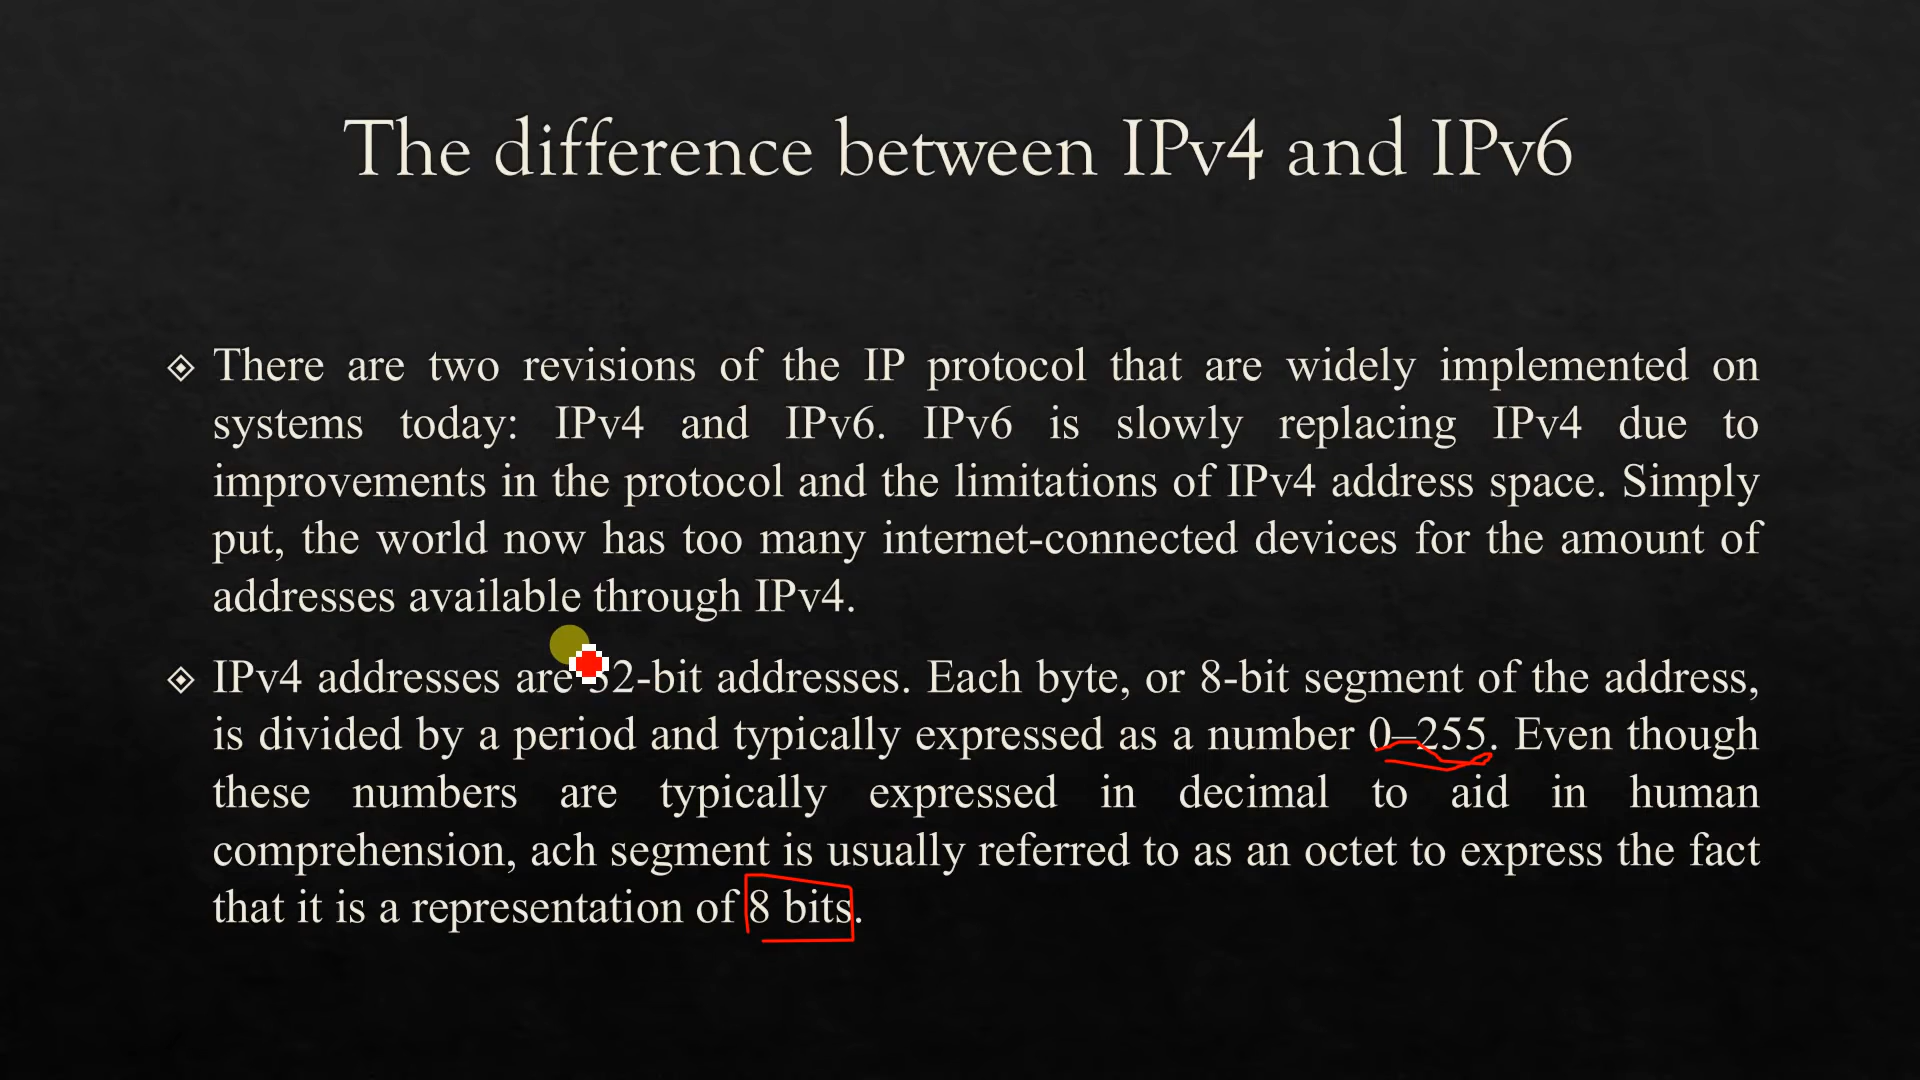 The difference between IPv4 and IPv6
There are two revisions of the IP protocol that are widely implemented on
systems today: IPv4 and IPv6. IPv6 is slowly replacing IPv4 due to
improvements in the protocol and the limitations of IPv4 address space. Simply
put, the world now has too many internet-connected devices for the amount of
addresses available through IPv4.
IPv4 addresses are 32-bit addresses. Each byte, or 8-bit segment of the address,
is divided by a period and typically expressed as a number 0–255. Even though
these numbers are typically expressed in decimal to aid in human
comprehension, ach segment is usually referred to as an octet to express the fact
that it is a representation of 8 bits.